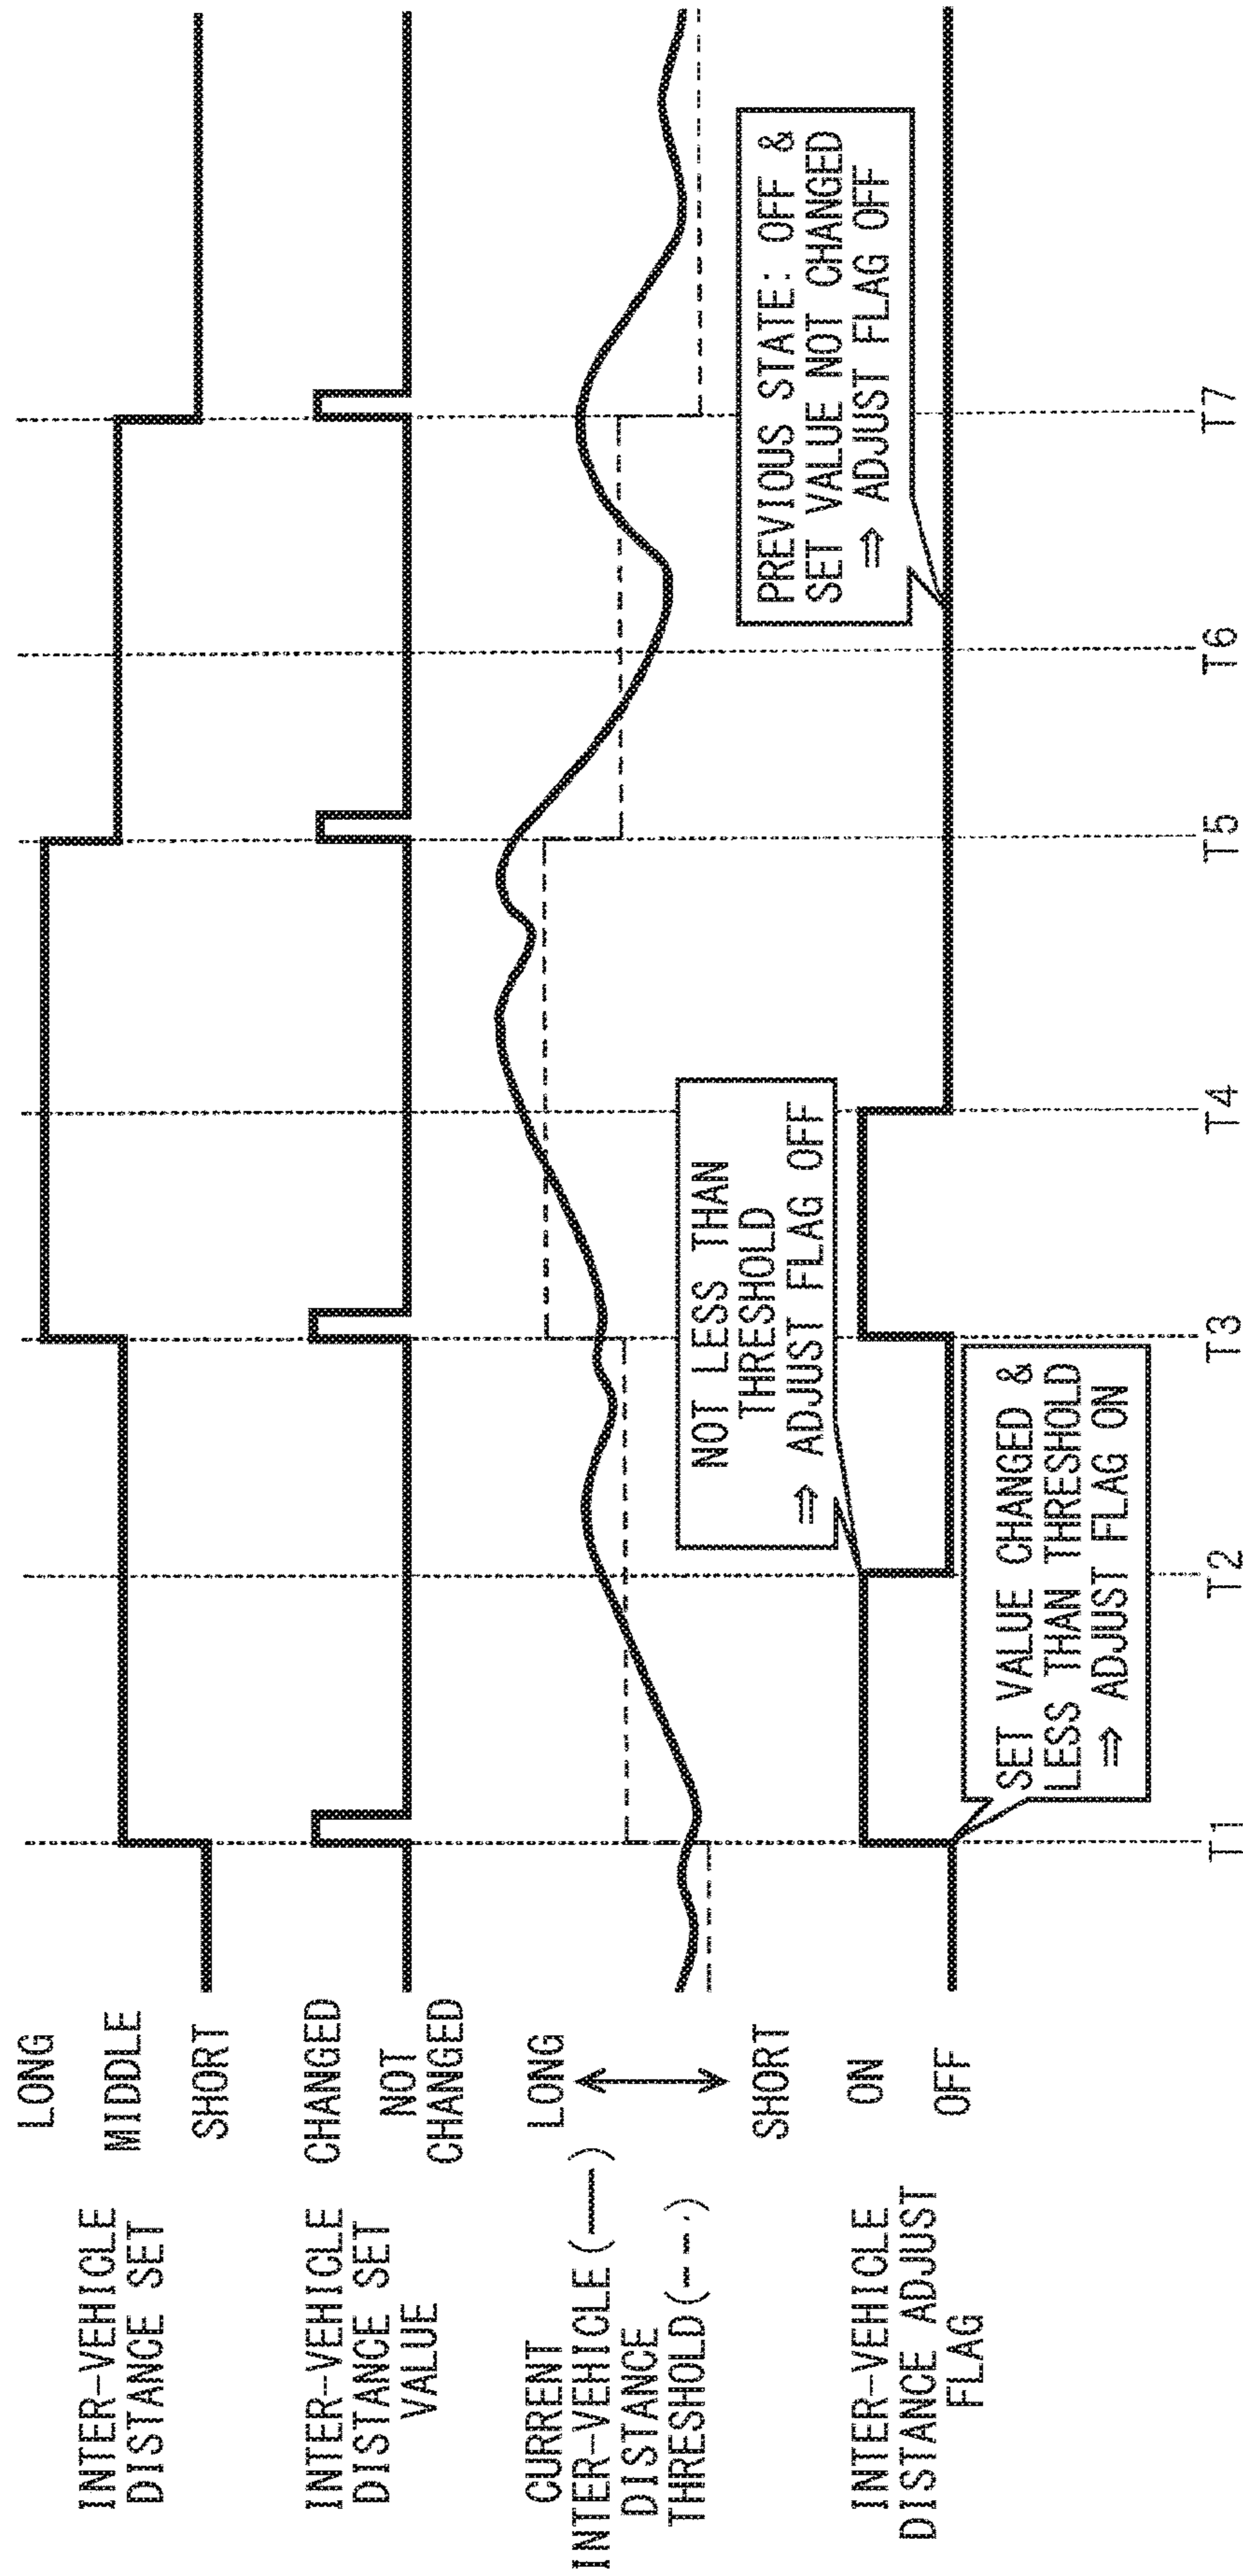 INTER-VEHICLE
DISTANCE SET
LONG
MIDDLE
SHORT
INTER-VEHICLE
DISTANCE SET
VALUE
CHANGED
NOT
CHANGED
CURRENT
INTER-VEHICLE (——)
DISTANCE
THRESHOLD (---)
LONG
SHORT
INTER-VEHICLE
DISTANCE ADJUST
FLAG
ON
OFF
SET VALUE CHANGED &
LESS THAN THRESHOLD
⇒ ADJUST FLAG ON
NOT LESS THAN
THRESHOLD
⇒ ADJUST FLAG OFF
PREVIOUS STATE: OFF &
SET VALUE NOT CHANGED
⇒ ADJUST FLAG OFF
T1
T2
T3
T4
T5
T6
T7